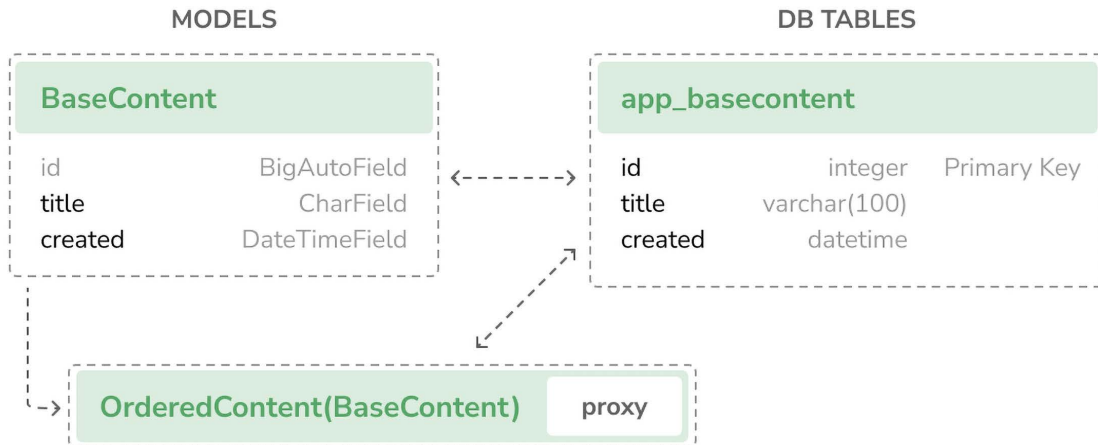 MODELS
DB TABLES
BaseContent
id BigAutoField
title CharField
created DateTimeField
app_basecontent
id integer Primary Key
title varchar(100)
created datetime
OrderedContent(BaseContent) proxy